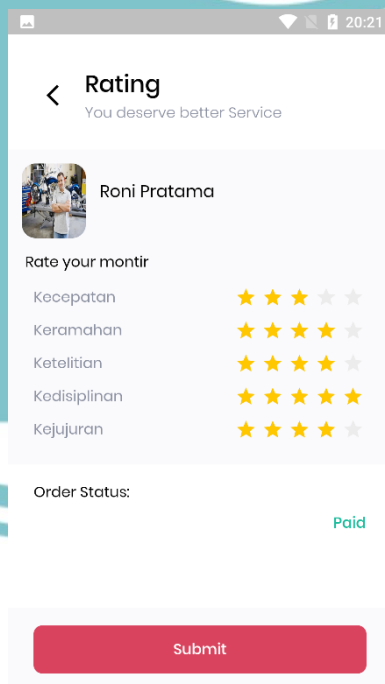 20:21
Rating
You deserve better Service
Roni Pratama
Rate your montir
Kecepatan
Keramahan
Ketelitian
Kedisiplinan
Kejujuran
Order Status:
Paid
Submit